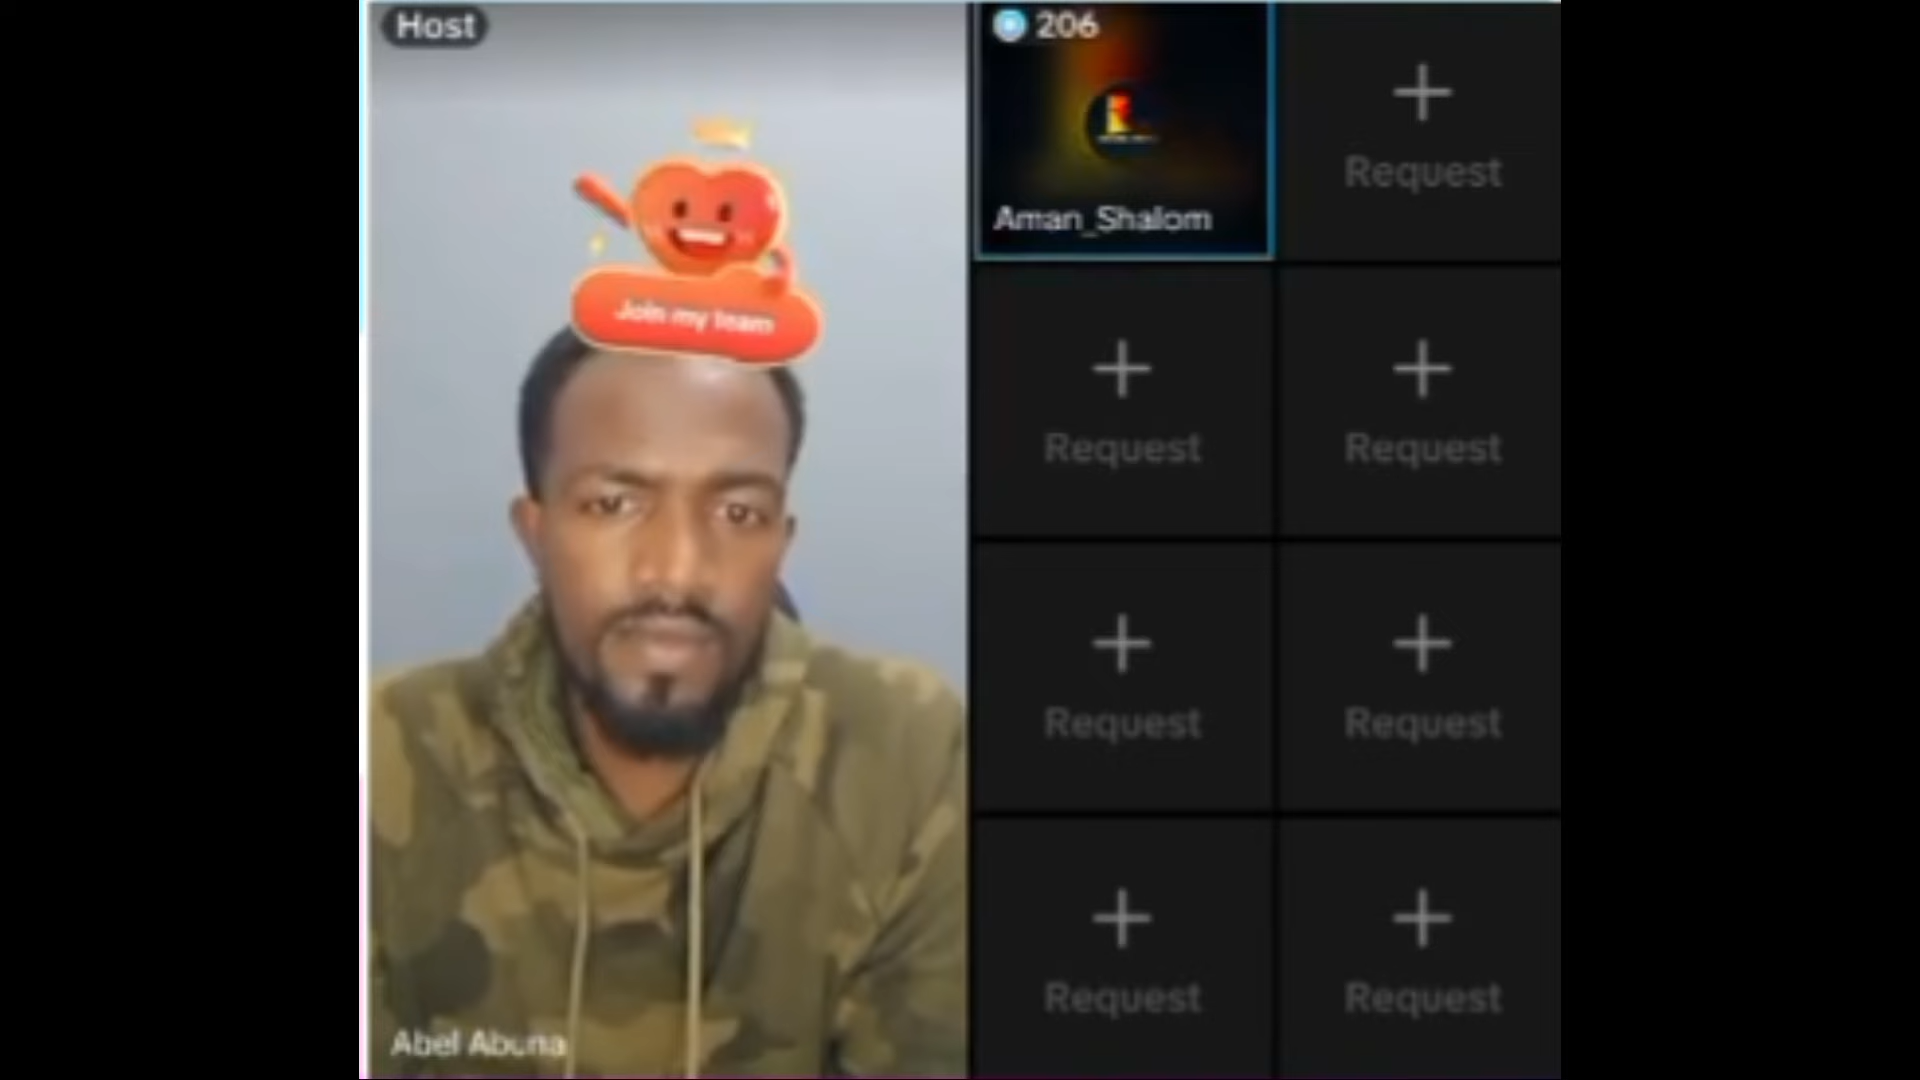 Host
206
Aman_Shalom
Request
Join my team
Request
Request
Request
Request
Request
Request
Abel Abuna